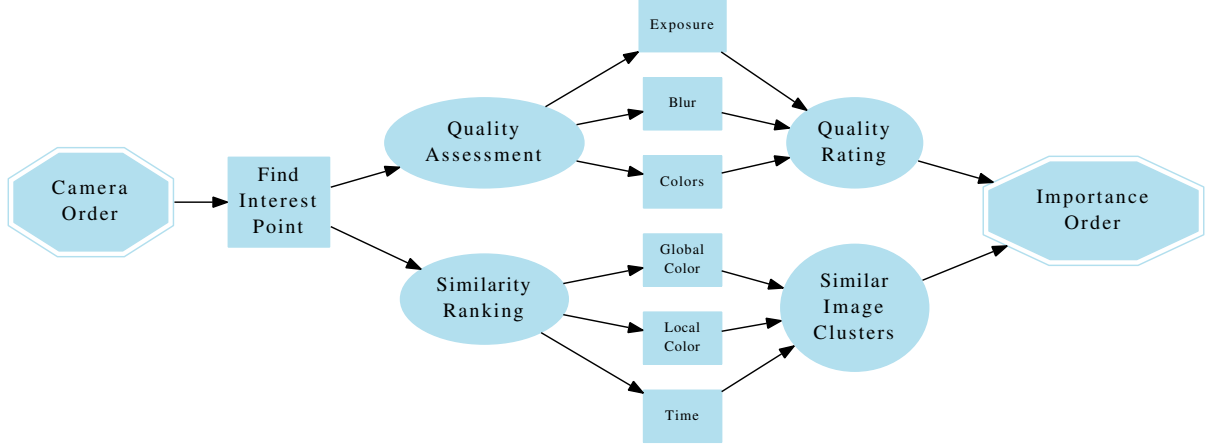 Camera
Order
Find
Interest
Point
Quality
Assessment
Similarity
Ranking
Exposure
Blur
Colors
Global
Color
Local
Color
Time
Quality
Rating
Similar
Image
Clusters
Importance
Order